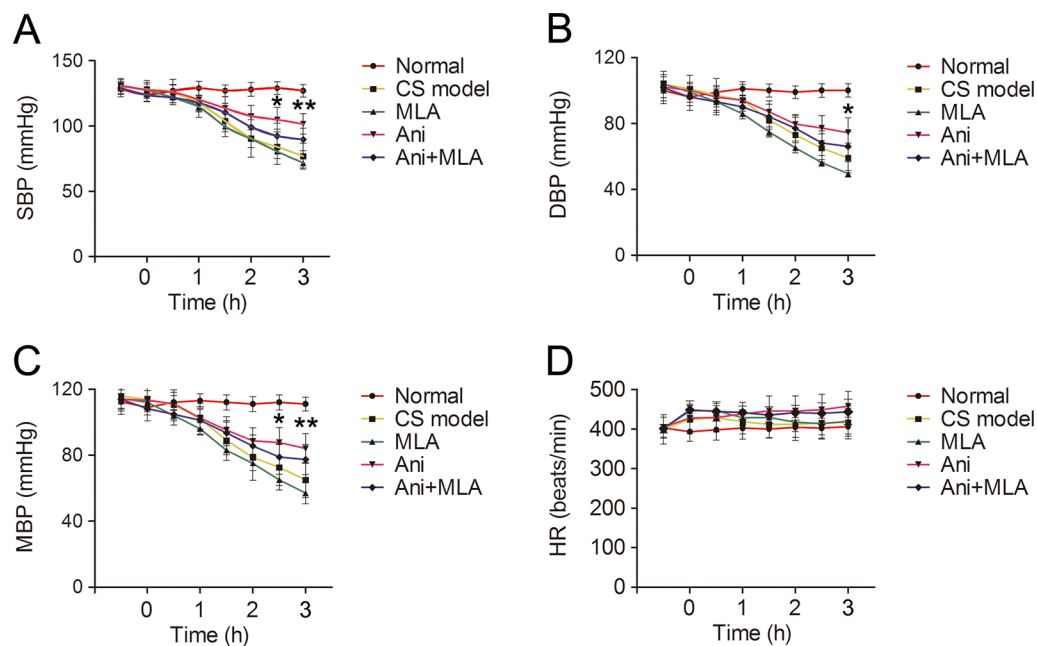 A
SBP (mmHg)
150
100
50
0
0 1 2 3
Time (h)
* **
Normal
CS model
MLA
Ani
Ani+MLA
B
DBP (mmHg)
120
80
40
0
0 1 2 3
Time (h)
*
Normal
CS model
MLA
Ani
Ani+MLA
C
MBP (mmHg)
120
80
40
0
0 1 2 3
Time (h)
* **
Normal
CS model
MLA
Ani
Ani+MLA
D
HR (beats/min)
500
400
300
200
100
0
0 1 2 3
Time (h)
Normal
CS model
MLA
Ani
Ani+MLA